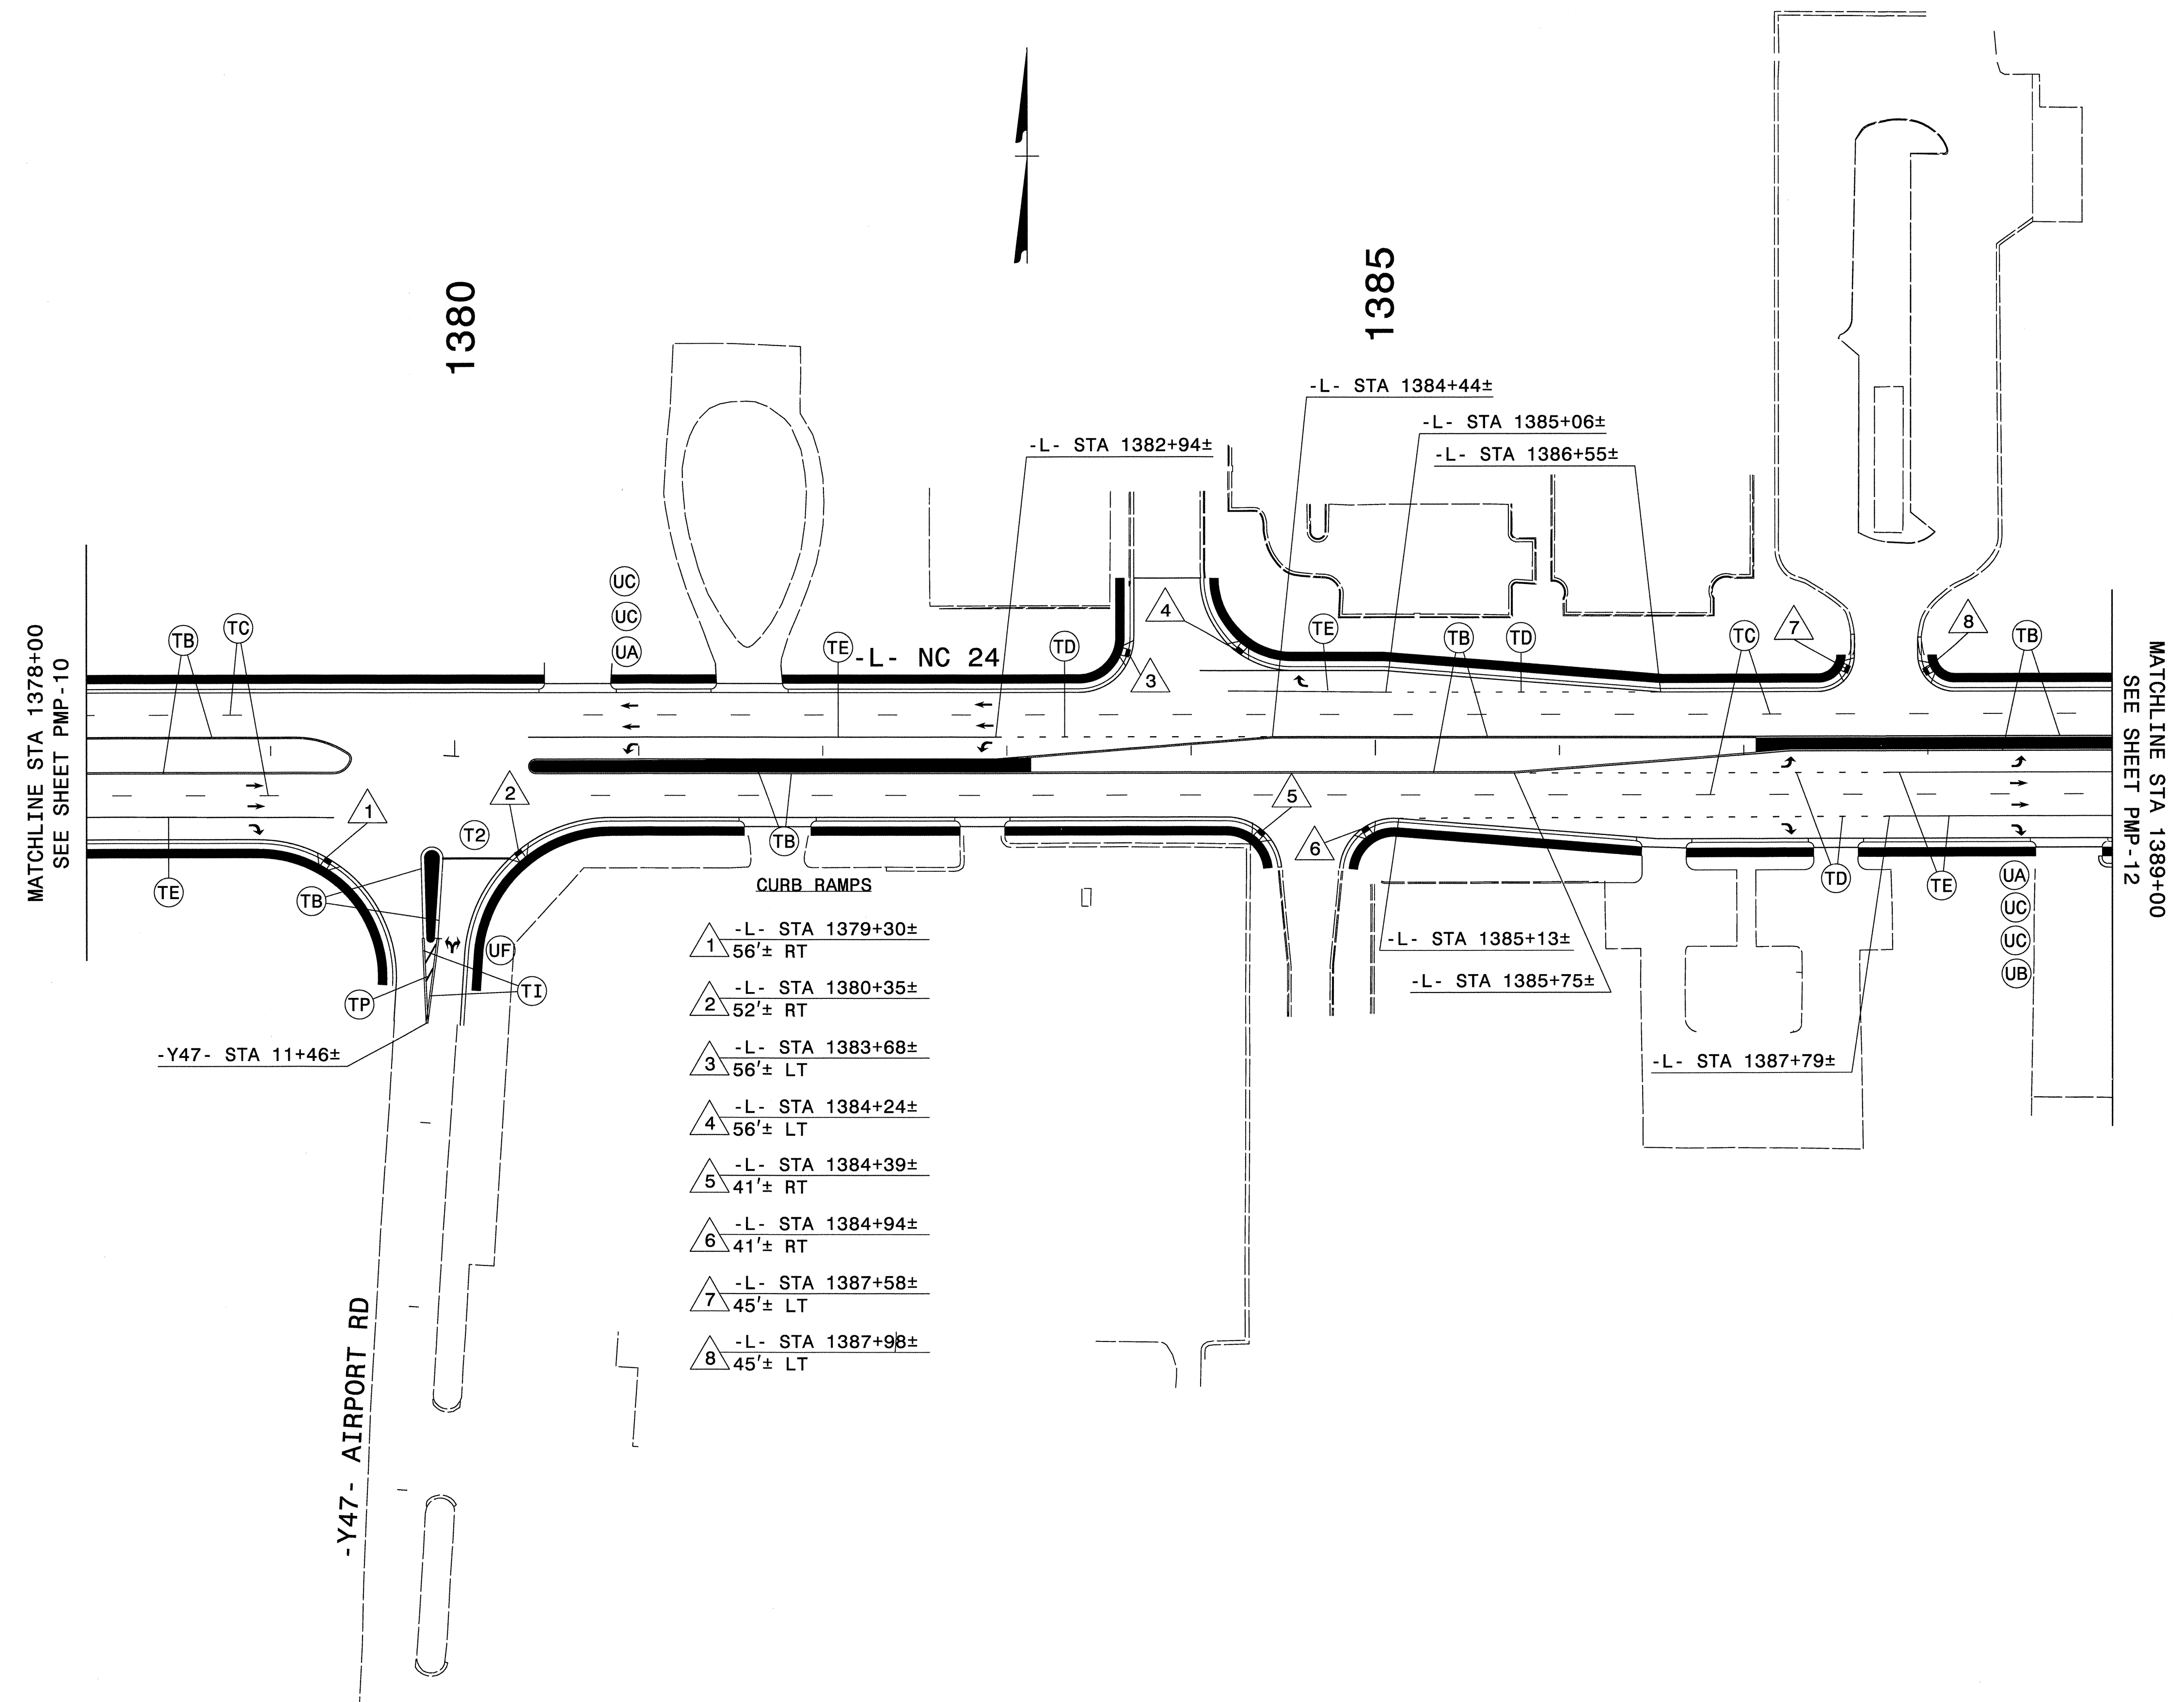 1380
1385
-L- STA 1384+44±
-L- STA 1385+06±
-L- STA 1382+94±
-L- STA 1386+55±
MATCHLINE STA 1378+00
SEE SHEET PMP-10
MATCHLINE STA 1389+00
SEE SHEET PMP-12
UC
UC
UA
TB
TC
TE
-L- NC 24
TD
3
4
TE
TB
TD
TC
7
8
TB
1
2
T2
TB
5
6
TE
TB
UF
TP
TI
-Y47- STA 11+46±
TD
TE
UA
UC
UC
UB
-L- STA 1385+13±
-L- STA 1385+75±
-L- STA 1387+79±
CURB RAMPS
1 -L- STA 1379+30±
56'± RT
2 -L- STA 1380+35±
52'± RT
3 -L- STA 1383+68±
56'± LT
4 -L- STA 1384+24±
56'± LT
5 -L- STA 1384+39±
41'± RT
6 -L- STA 1384+94±
41'± RT
7 -L- STA 1387+58±
45'± LT
8 -L- STA 1387+98±
45'± LT
-Y47- AIRPORT RD